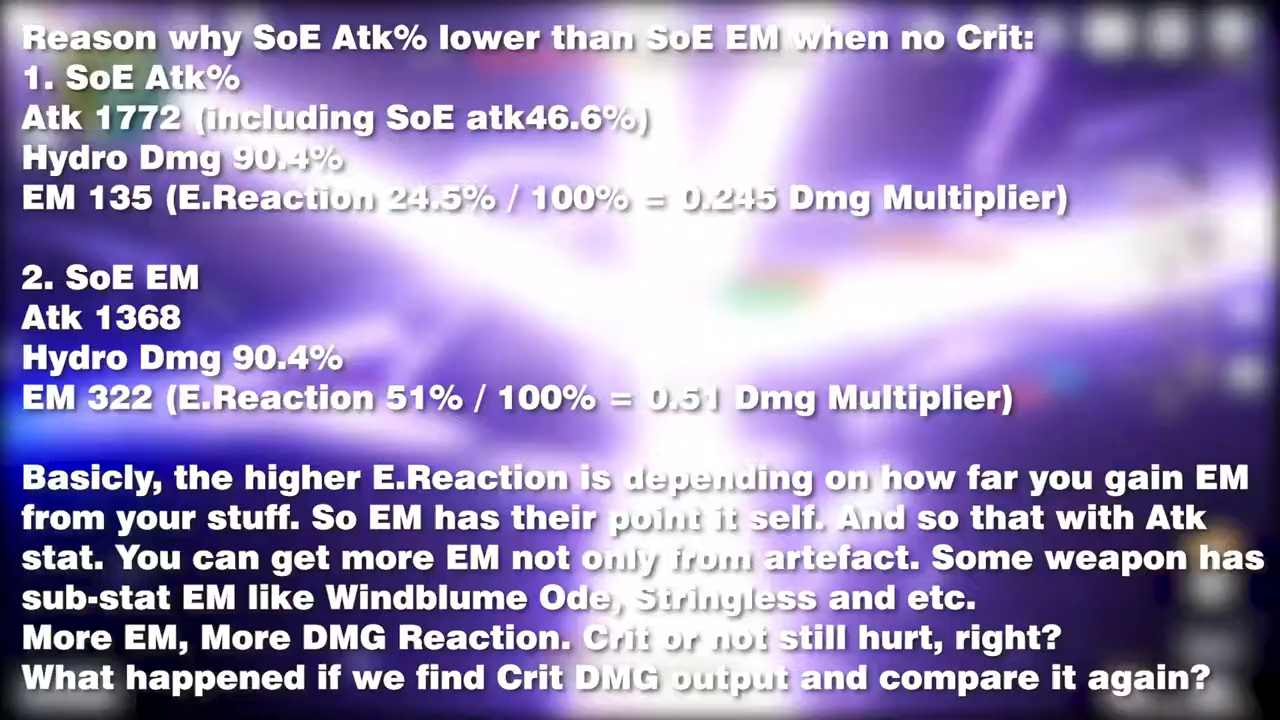 Reason why SoE Atk% lower than SoE EM when no Crit:
1. SoE Atk%
Atk 1772 (including SoE atk46.6%)
Hydro Dmg 90.4%
EM 135 (E.Reaction 24.5% / 100% = 0.245 Dmg Multiplier)
2. SoE EM
Atk 1368
Hydro Dmg 90.4%
EM 322 (E.Reaction 51% / 100% = 0.51 Dmg Multiplier)
Basicly, the higher E.Reaction is depending on how far you gain EM
from your stuff. So EM has their point it self. And so that with Atk
stat. You can get more EM not only from artefact. Some weapon has
sub-stat EM like Windblume Ode, Stringless and etc.
More EM, More DMG Reaction. Crit or not still hurt, right?
What happened if we find Crit DMG output and compare it again?